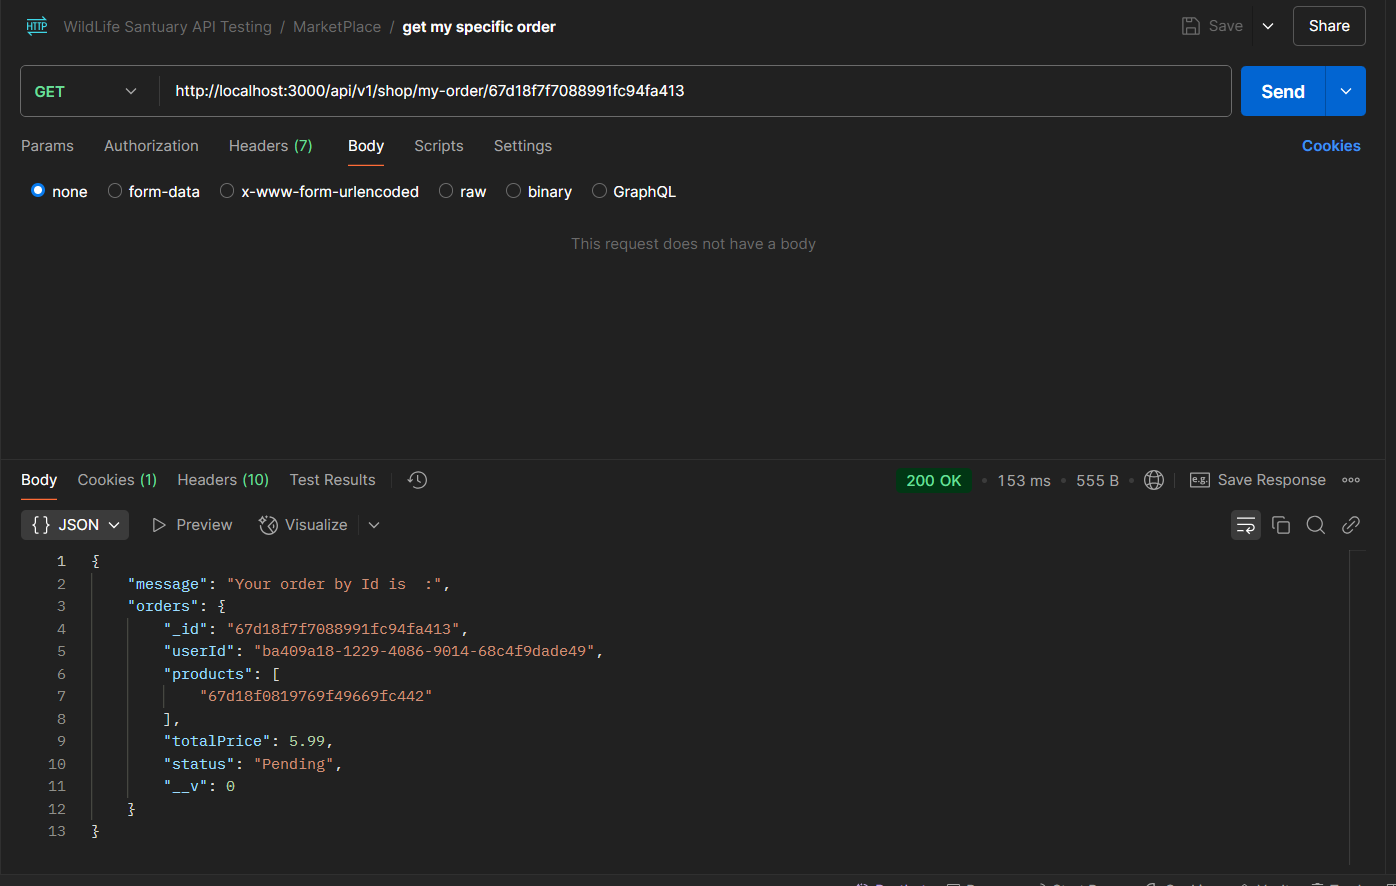 HTTP WildLife Santuary API Testing / MarketPlace / get my specific order Save Share
GET http://localhost:3000/api/v1/shop/my-order/67d18f7f7088991fc94fa413 Send
Params Authorization Headers (7) Body Scripts Settings Cookies
none form-data x-www-form-urlencoded raw binary GraphQL
This request does not have a body
Body Cookies (1) Headers (10) Test Results 200 OK • 153 ms • 555 B • e.g. Save Response
{} JSON Preview Visualize
1 {
2 "message": "Your order by Id is  :",
3 "orders": {
4 "_id": "67d18f7f7088991fc94fa413",
5 "userId": "ba409a18-1229-4086-9014-68c4f9dade49",
6 "products": [
7 "67d18f0819769f49669fc442"
8 ],
9 "totalPrice": 5.99,
10 "status": "Pending",
11 "__v": 0
12 }
13 }